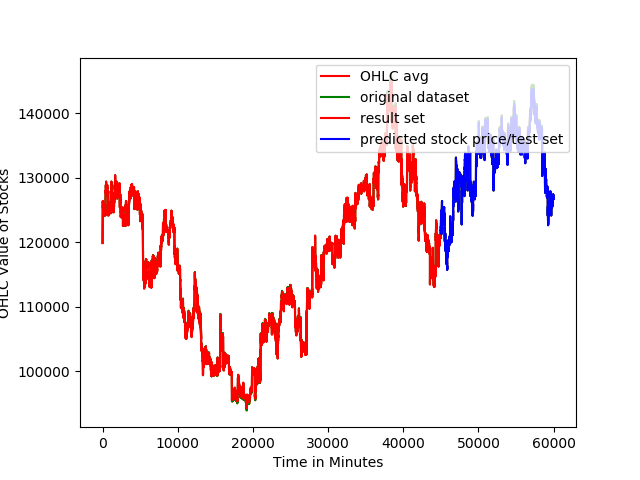 OHLC avg
original dataset
result set
predicted stock price/test set
140000
130000
120000
110000
100000
OHLC Value of Stocks
0 10000 20000 30000 40000 50000 60000
Time in Minutes